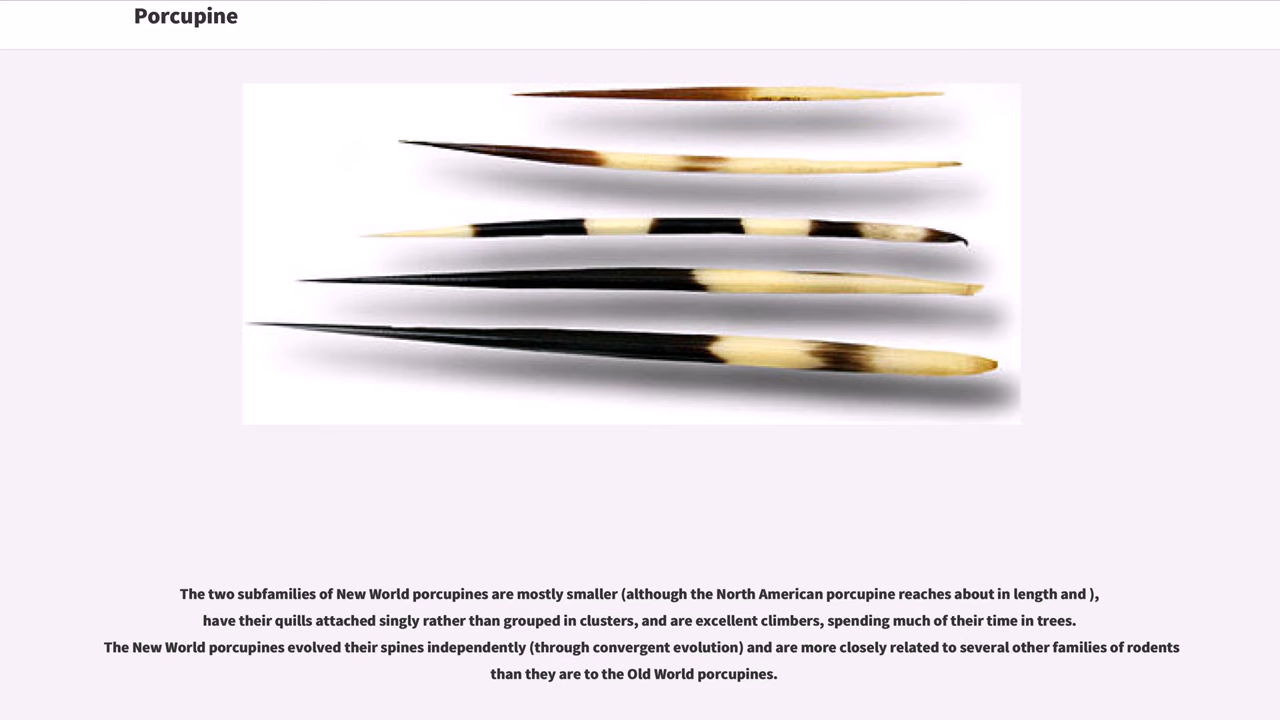 Porcupine
The two subfamilies of New World porcupines are mostly smaller (although the North American porcupine reaches about in length and ),
have their quills attached singly rather than grouped in clusters, and are excellent climbers, spending much of their time in trees.
The New World porcupines evolved their spines independently (through convergent evolution) and are more closely related to several other families of rodents
than they are to the Old World porcupines.